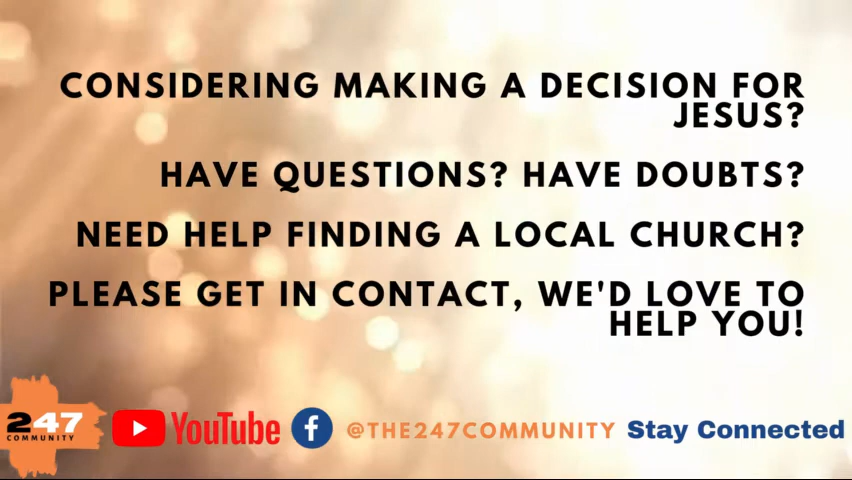 CONSIDERING MAKING A DECISION FOR
JESUS?
HAVE QUESTIONS? HAVE DOUBTS?
NEED HELP FINDING A LOCAL CHURCH?
PLEASE GET IN CONTACT, WE'D LOVE TO
HELP YOU!
247
COMMUNITY
YouTube
f
@THE247COMMUNITY
Stay Connected